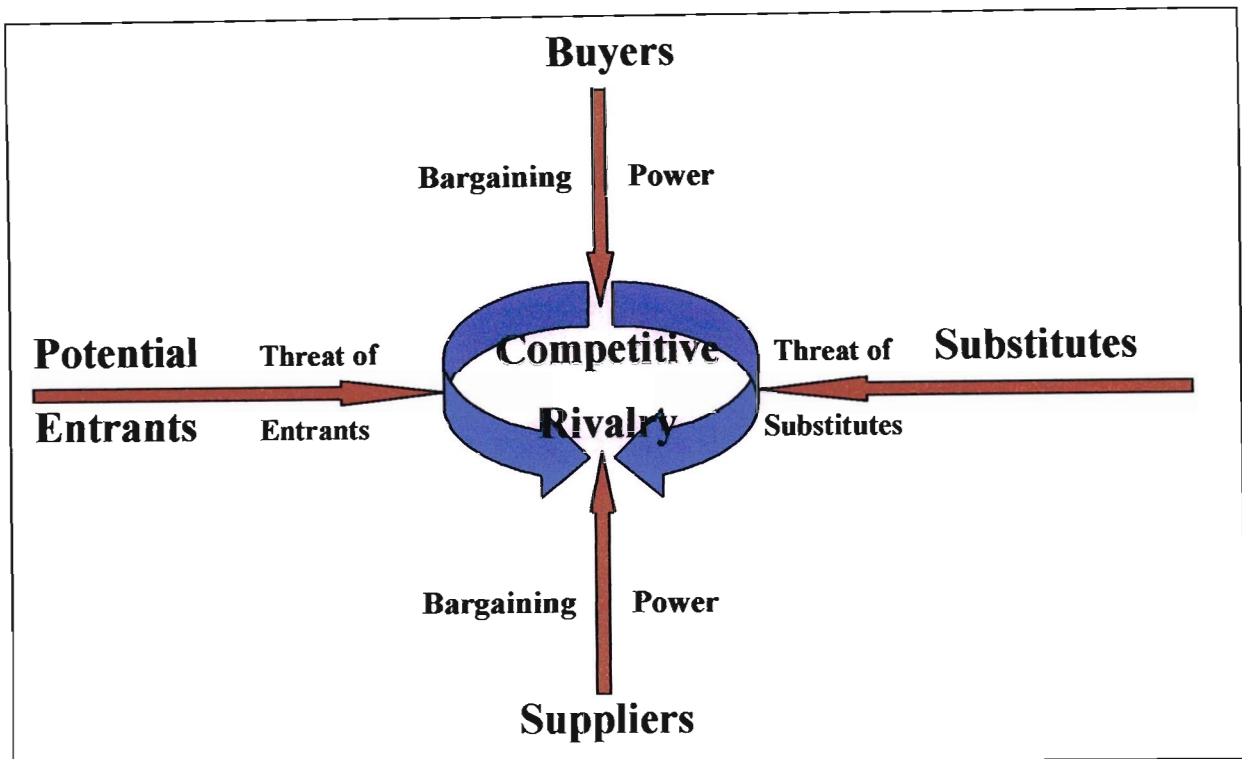 Buyers
Bargaining Power
Potential
Entrants
Threat of
Entrants
Competitive
Rivalry
Threat of
Substitutes
Substitutes
Bargaining Power
Suppliers